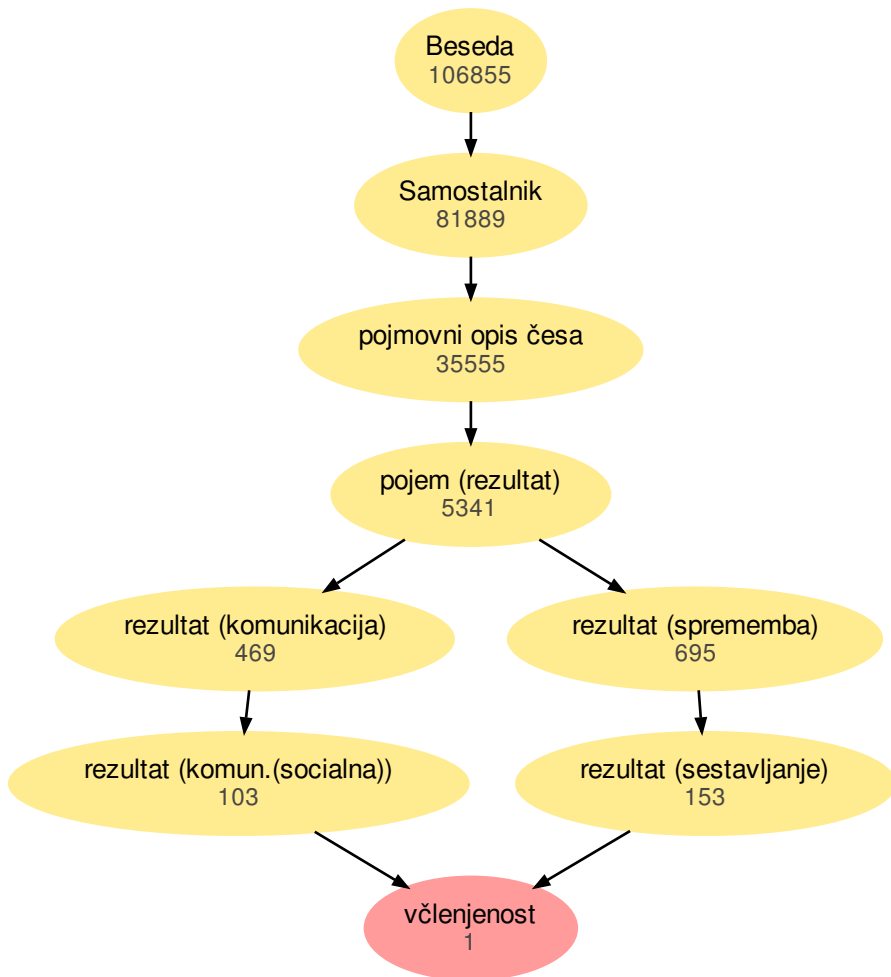 Beseda
106855
Samostalnik
81889
pojmovni opis česa
35555
pojem (rezultat)
5341
rezultat (komunikacija)
469
rezultat (sprememba)
695
rezultat (komun.(socialna))
103
rezultat (sestavljanje)
153
včlenjenost
1